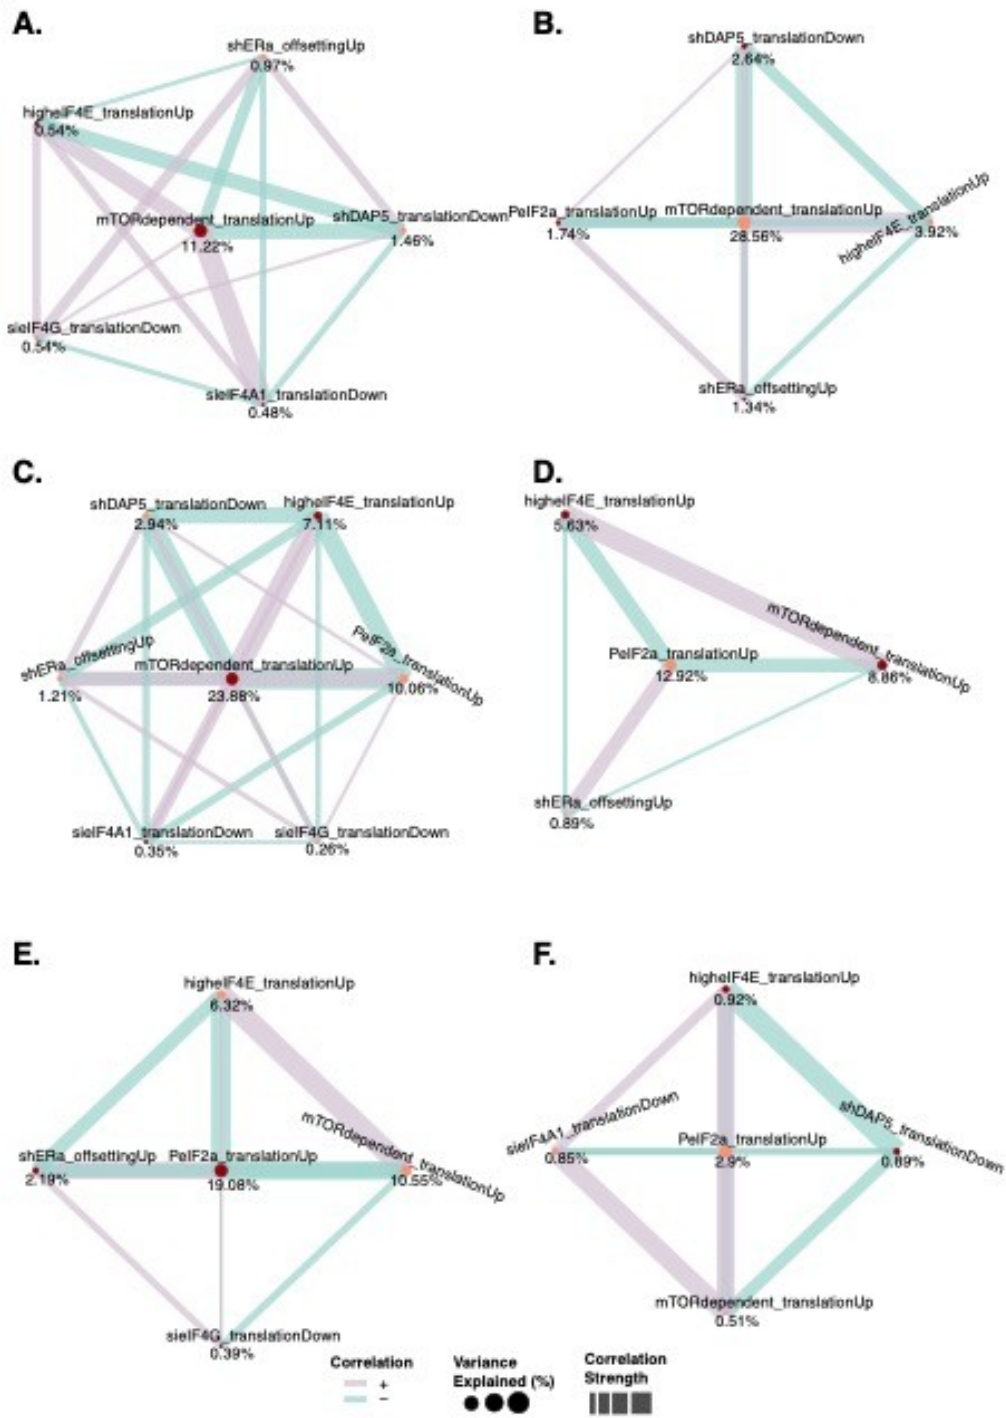 A.
shERa_offsettingUp
0.97%
higheIF4E_translationUp
0.54%
mTORdependent_translationUp
11.22%
shDAP5_translationDown
1.46%
sieIF4G_translationDown
0.54%
sieIF4A1_translationDown
0.48%
B.
shDAP5_translationDown
2.64%
PeIF2a_translationUp
1.74%
mTORdependent_translationUp
28.56%
higheIF4E_translationUp
3.92%
shERa_offsettingUp
1.34%
C.
shDAP5_translationDown
2.94%
higheIF4E_translationUp
7.11%
shERa_offsettingUp
1.21%
mTORdependent_translationUp
23.88%
PeIF2A_translationUp
10.06%
sieIF4A1_translationDown
0.35%
sieIF4G_translationDown
0.26%
D.
higheIF4E_translationUp
5.63%
PeIF2a_translationUp
12.92%
mTORdependent_translationUp
8.86%
shERa_offsettingUp
0.89%
E.
higheIF4E_translationUp
6.32%
shERa_offsettingUp
2.19%
PeIF2a_translationUp
19.08%
mTORdependent_translationUp
10.55%
sieIF4G_translationDown
0.39%
F.
higheIF4E_translationUp
0.92%
sieIF4A1_translationDown
0.85%
PeIF2a_translationUp
2.9%
shDAP5_translationDown
0.89%
mTORdependent_translationUp
0.51%
Correlation
+
−
Variance
Explained (%)
Correlation
Strength